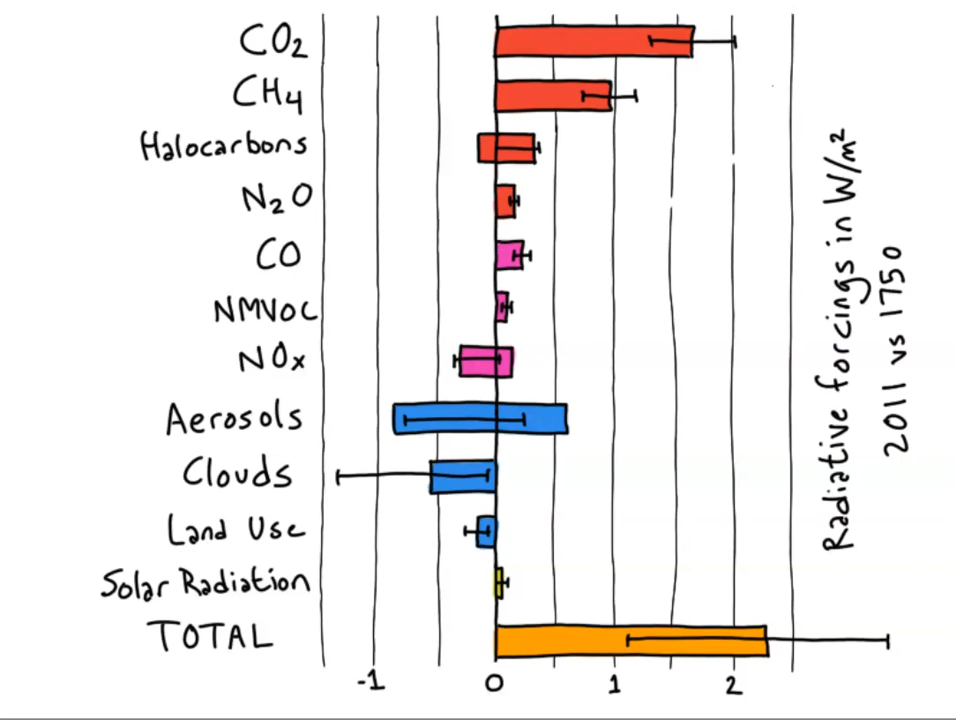 CO₂
CH₄
Halocarbons
N₂O
CO
NMVOC
NOx
Aerosols
Clouds
Land Use
Solar Radiation
TOTAL
-1 0 1 2
Radiative forcings in W/m²
2011 vs 1750